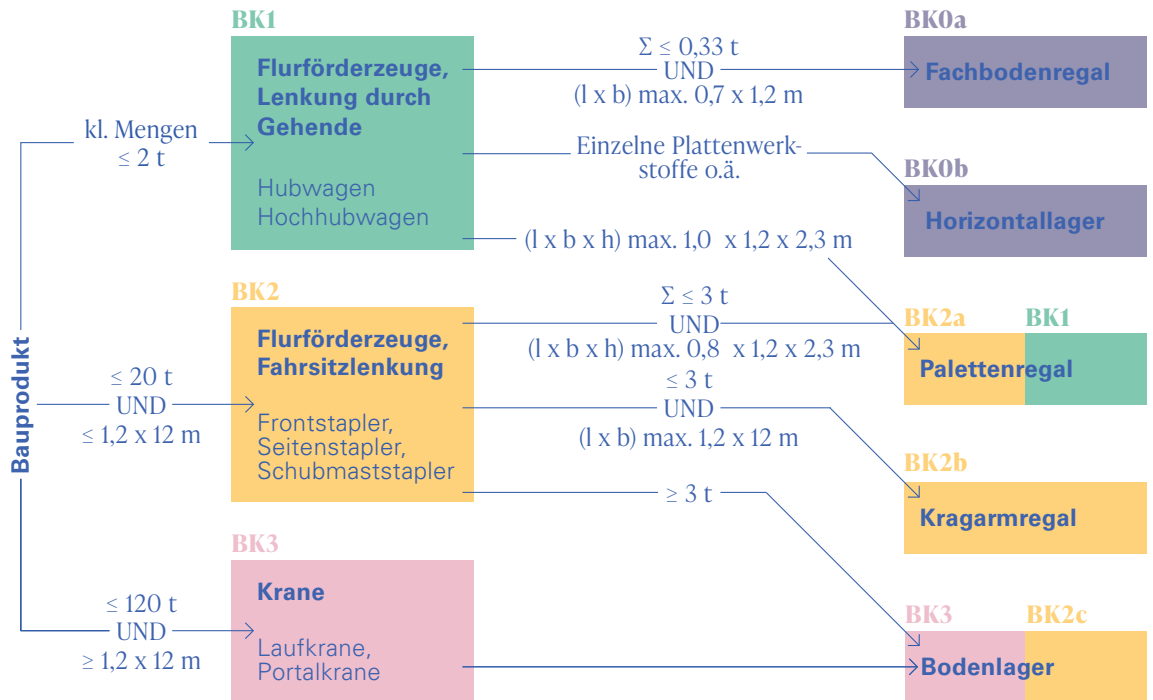 Bauprodukt
kl. Mengen
≤ 2 t
≤ 20 t
UND
≤ 1,2 x 12 m
≤ 120 t
UND
≥ 1,2 x 12 m
BK1
Flurförderzeuge,
Lenkung durch
Gehende
Hubwagen
Hochhubwagen
BK2
Flurförderzeuge,
Fahrsitzlenkung
Frontstapler,
Seitenstapler,
Schubmaststapler
BK3
Krane
Laufkrane,
Portalkrane
Σ ≤ 0,33 t
UND
(l x b) max. 0,7 x 1,2 m
Einzelne Plattenwerk-
stoffe o.ä.
(l x b x h) max. 1,0 x 1,2 x 2,3 m
Σ ≤ 3 t
UND
(l x b x h) max. 0,8 x 1,2 x 2,3 m
≤ 3 t
UND
(l x b) max. 1,2 x 12 m
≥ 3 t
BK0a
Fachbodenregal
BK0b
Horizontallager
BK2a BK1
Palettenregal
BK2b
Kragarmregal
BK3 BK2c
Bodenlager